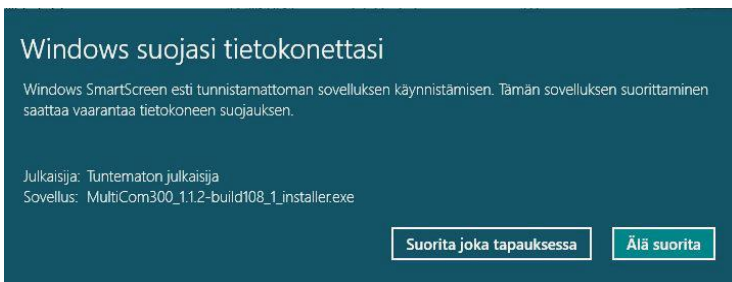 Windows suojasi tietokonettasi
Windows SmartScreen esti tunnistamattoman sovelluksen käynnistämisen. Tämän sovelluksen suorittaminen
saattaa vaarantaa tietokoneen suojauksen.
Julkaisija: Tuntematon julkaisija
Sovellus: MultiCom300_1.1.2-build108_1_installer.exe
Suorita joka tapauksessa
Älä suorita